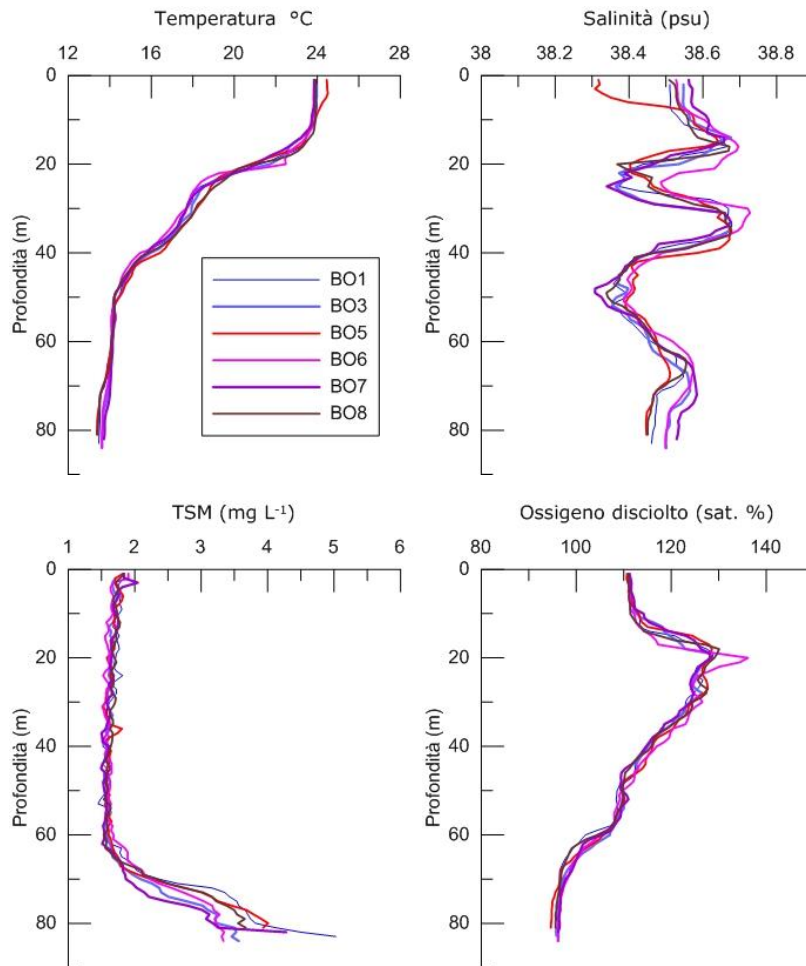 Temperatura °C
12 16 20 24 28
0
20
40
60
80
Profondità (m)
BO1
BO3
BO5
BO6
BO7
BO8
Salinità (psu)
38 38.2 38.4 38.6 38.8
0
20
40
60
80
Profondità (m)
TSM (mg L-1)
1 2 3 4 5 6
0
20
40
60
80
Profondità (m)
Ossigeno disciolto (sat. %)
80 100 120 140
0
20
40
60
80
Profondità (m)